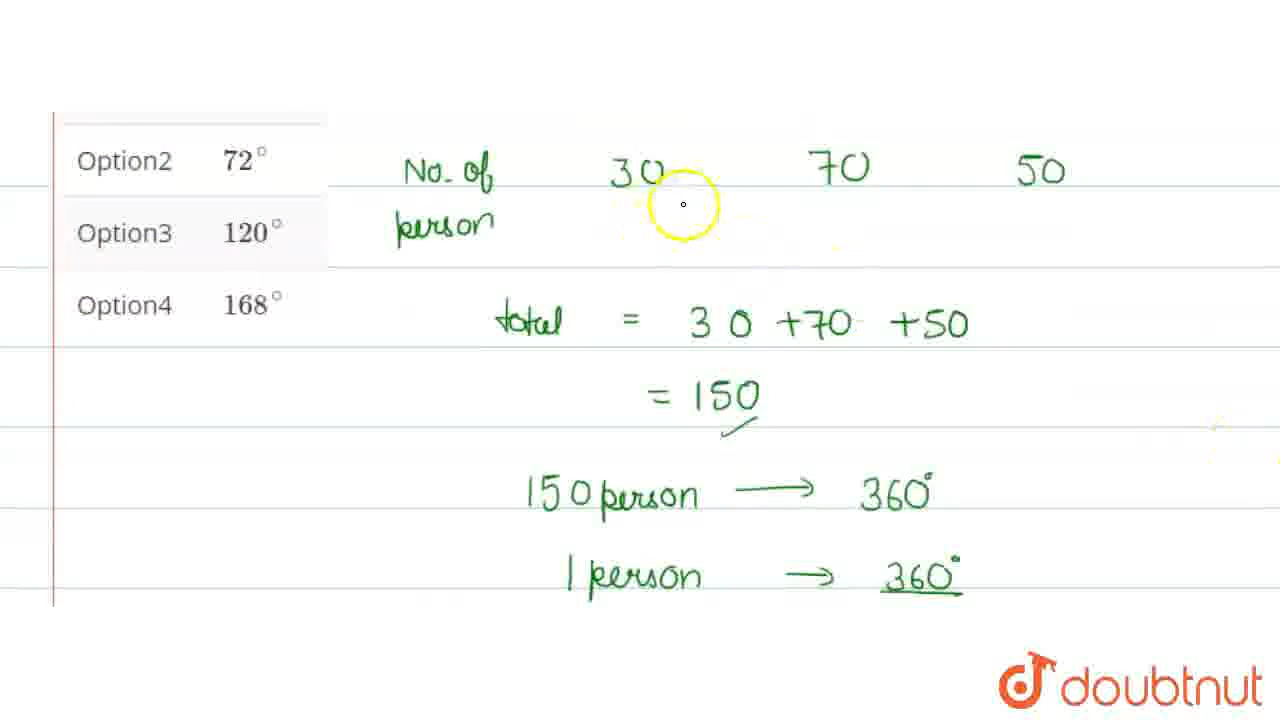 Option2 72°
Option3 120°
Option4 168°
No. of person 30 70 50
total = 30 +70 +50
= 150
150 person → 360°
1 person → 360°
doubtnut